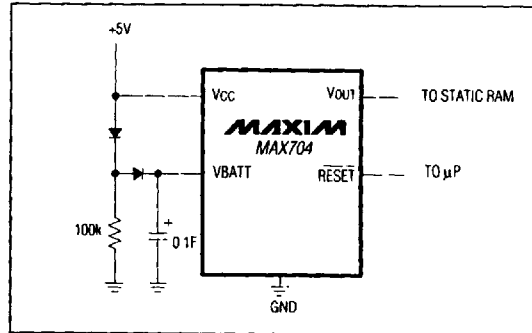 +5V
VCC
VOUT
TO STATIC RAM
MAXIM
MAX704
VBATT
RESET
TO μP
100k
+
0 1F
GND